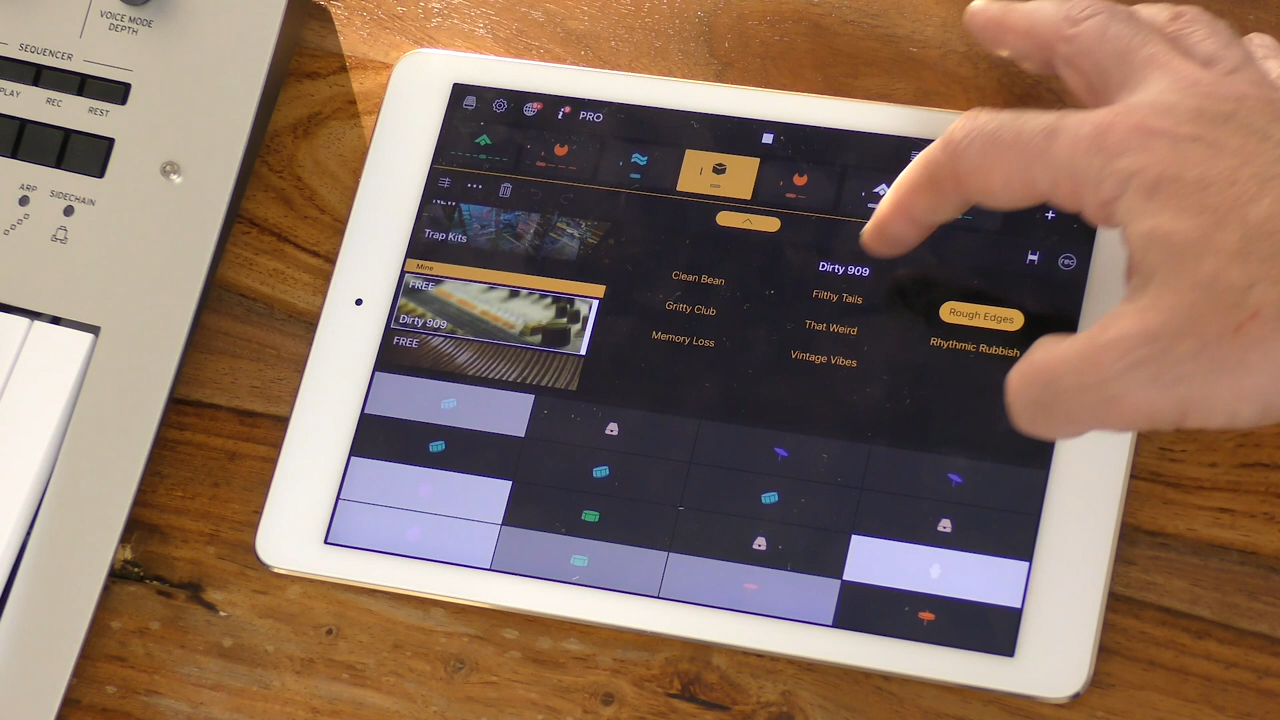 VOICE MODE
DEPTH
SEQUENCER
PLAY
REC
REST
ARP
SIDECHAIN
PRO
NEW
Trap Kits
Mine
FREE
Dirty 909
FREE
Dirty 909
Clean Bean
Filthy Tails
Rough Edges
Gritty Club
That Weird
Rhythmic Rubbish
Memory Loss
Vintage Vibes
rec